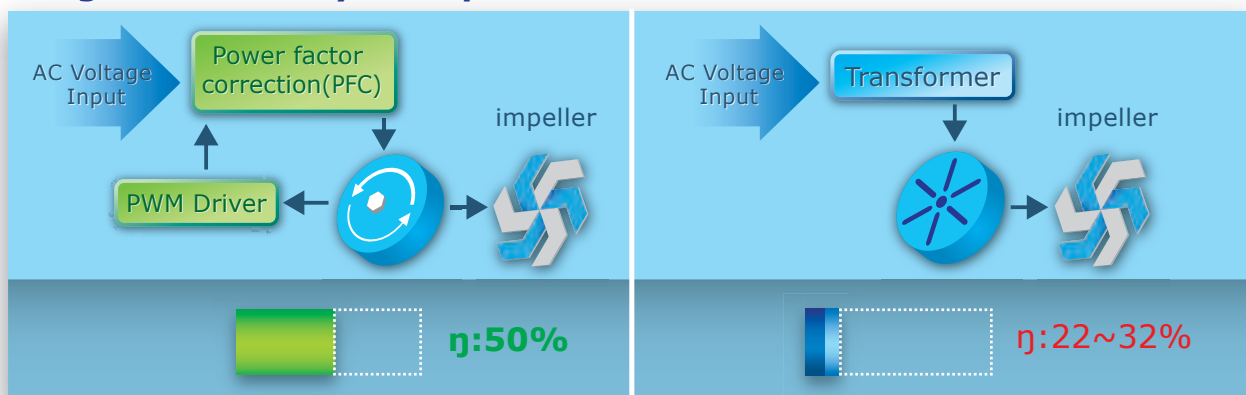 AC Voltage
Input
Power factor
correction(PFC)
impeller
PWM Driver
ŋ:50%
AC Voltage
Input
Transformer
impeller
ŋ:22~32%